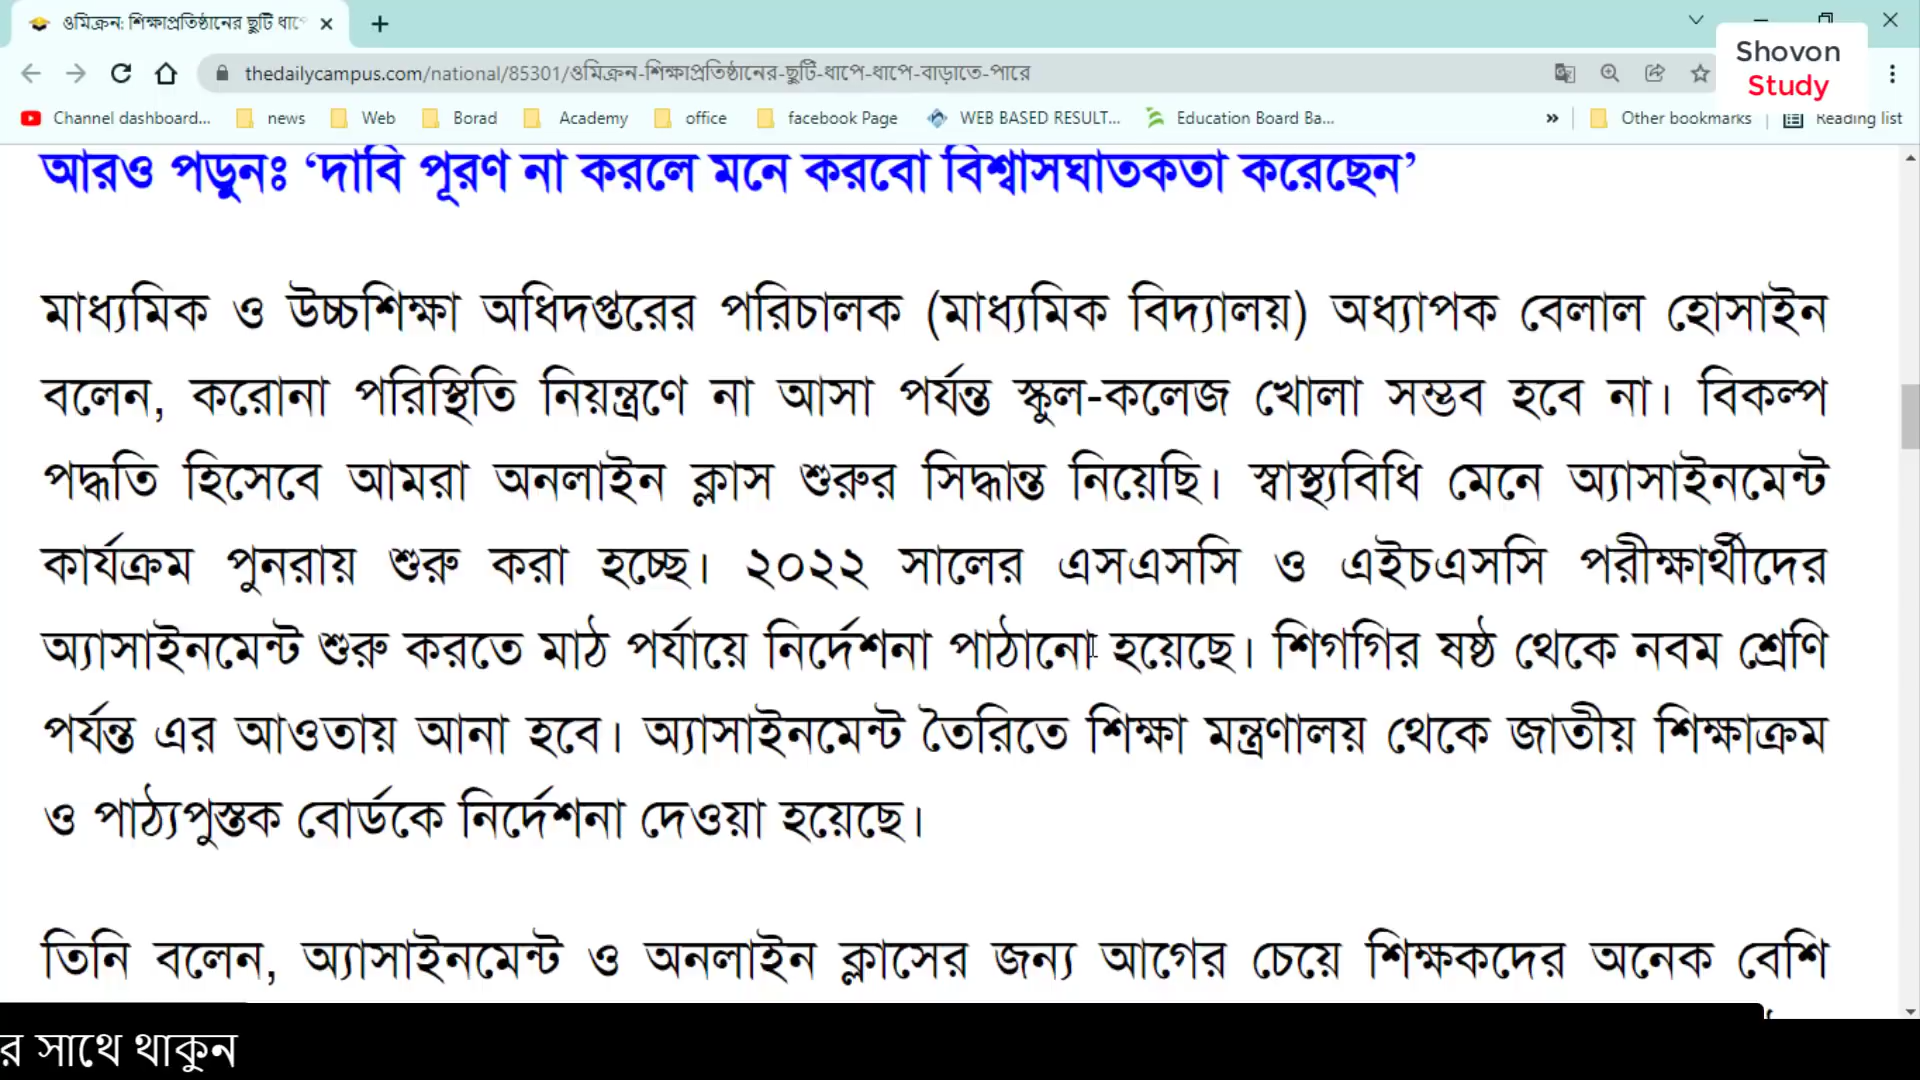 ওমিক্রন: শিক্ষাপ্রতিষ্ঠানের ছুটি ধাপে
Shovon
Study
thedailycampus.com/national/85301/ওমিক্রন-শিক্ষাপ্রতিষ্ঠানের-ছুটি-ধাপে-ধাপে-বাড়াতে-পারে
Channel dashboard... news Web Borad Academy office facebook Page WEB BASED RESULT... Education Board Ba... » Other bookmarks Reading list
আরও পড়ুনঃ ‘দাবি পূরণ না করলে মনে করবো বিশ্বাসঘাতকতা করেছেন’
মাধ্যমিক ও উচ্চশিক্ষা অধিদপ্তরের পরিচালক (মাধ্যমিক বিদ্যালয়) অধ্যাপক বেলাল হোসাইন
বলেন, করোনা পরিস্থিতি নিয়ন্ত্রণে না আসা পর্যন্ত স্কুল-কলেজ খোলা সম্ভব হবে না। বিকল্প
পদ্ধতি হিসেবে আমরা অনলাইন ক্লাস শুরুর সিদ্ধান্ত নিয়েছি। স্বাস্থ্যবিধি মেনে অ্যাসাইনমেন্ট
কার্যক্রম পুনরায় শুরু করা হচ্ছে। ২০২২ সালের এসএসসি ও এইচএসসি পরীক্ষার্থীদের
অ্যাসাইনমেন্ট শুরু করতে মাঠ পর্যায়ে নির্দেশনা পাঠানো হয়েছে। শিগগির ষষ্ঠ থেকে নবম শ্রেণি
পর্যন্ত এর আওতায় আনা হবে। অ্যাসাইনমেন্ট তৈরিতে শিক্ষা মন্ত্রণালয় থেকে জাতীয় শিক্ষাক্রম
ও পাঠ্যপুস্তক বোর্ডকে নির্দেশনা দেওয়া হয়েছে।
তিনি বলেন, অ্যাসাইনমেন্ট ও অনলাইন ক্লাসের জন্য আগের চেয়ে শিক্ষকদের অনেক বেশি
র সাথে থাকুন